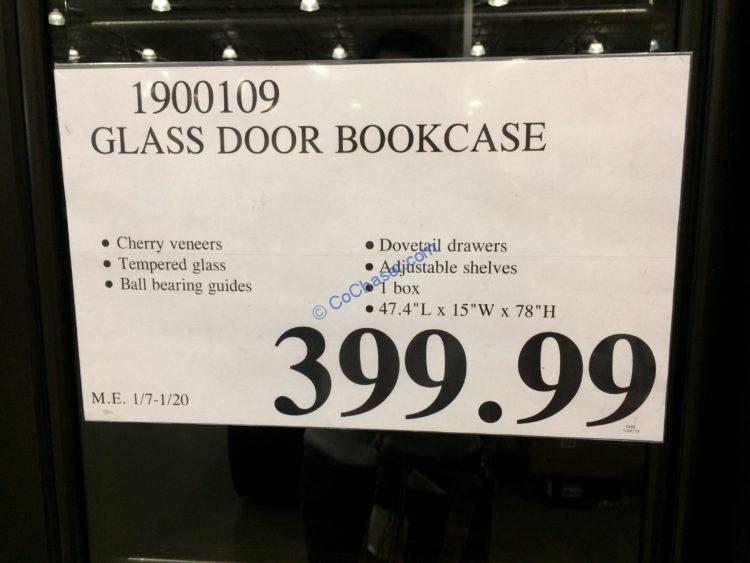 1900109
GLASS DOOR BOOKCASE
• Cherry veneers
• Tempered glass
• Ball bearing guides
• Dovetail drawers
• Adjustable shelves
• 1 box
• 47.4"L x 15"W x 78"H
© CoChaser.com
399.99
M.E. 1/7-1/20